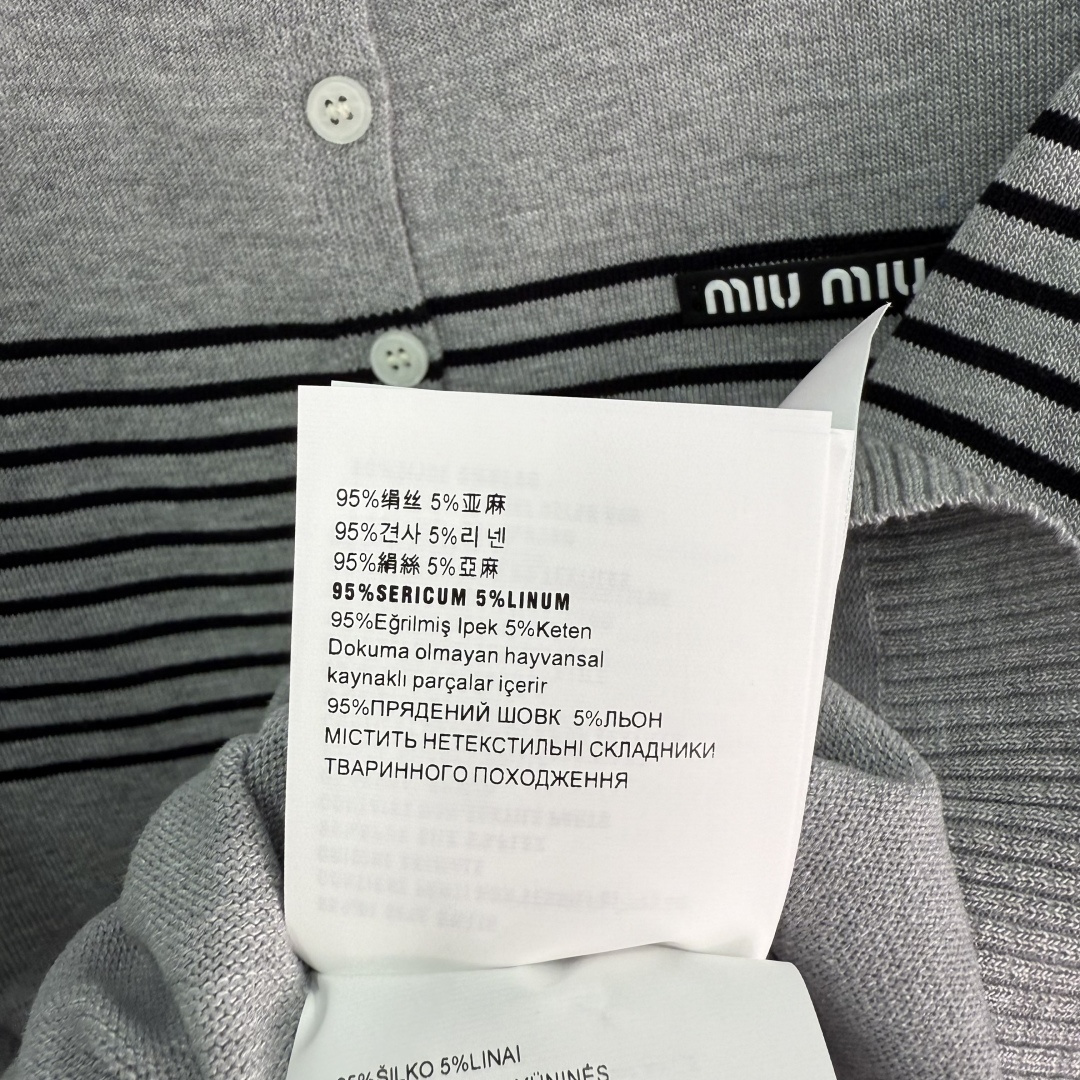 miu miu
95%绢丝 5%亚麻
95%견사 5%리 넨
95%絹絲 5%亞麻
95%SERICUM 5%LINUM
95%Eğrilmiş Ipek 5%Keten
Dokuma olmayan hayvansal
kaynaklı parçalar içerir
95%ПРЯДЕНИЙ ШОВК 5%ЛЬОН
МІСТИТЬ НЕТЕКСТИЛЬНІ СКЛАДНИКИ
ТВАРИННОГО ПОХОДЖЕННЯ
ŠILKO 5%LINAI